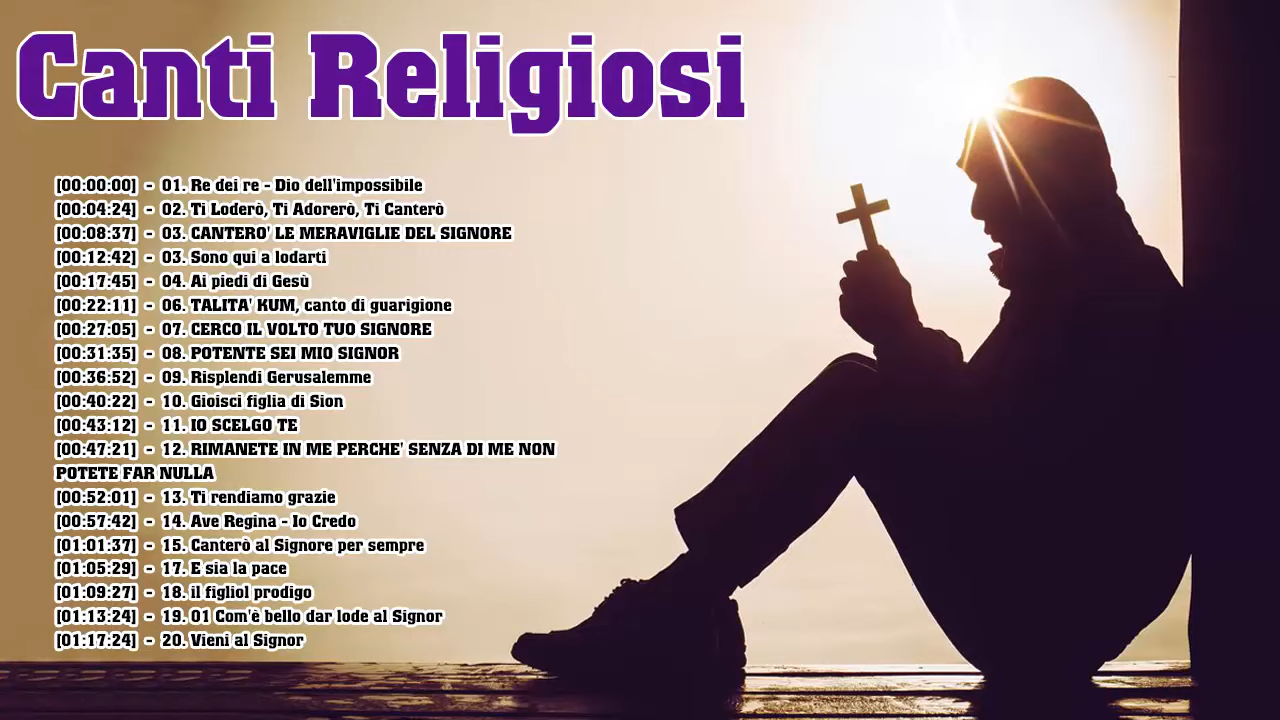 Canti Religiosi
[00:00:00] - 01. Re dei re - Dio dell'impossibile
[00:04:24] - 02. Ti Loderò, Ti Adorerò, Ti Canterò
[00:08:37] - 03. CANTERO' LE MERAVIGLIE DEL SIGNORE
[00:12:42] - 03. Sono qui a lodarti
[00:17:45] - 04. Ai piedi di Gesù
[00:22:11] - 06. TALITA' KUM, canto di guarigione
[00:27:05] - 07. CERCO IL VOLTO TUO SIGNORE
[00:31:35] - 08. POTENTE SEI MIO SIGNOR
[00:36:52] - 09. Risplendi Gerusalemme
[00:40:22] - 10. Gioisci figlia di Sion
[00:43:12] - 11. IO SCELGO TE
[00:47:21] - 12. RIMANETE IN ME PERCHE' SENZA DI ME NON
POTETE FAR NULLA
[00:52:01] - 13. Ti rendiamo grazie
[00:57:42] - 14. Ave Regina - Io Credo
[01:01:37] - 15. Canterò al Signore per sempre
[01:05:29] - 17. E sia la pace
[01:09:27] - 18. il figliol prodigo
[01:13:24] - 19. 01 Com'è bello dar lode al Signor
[01:17:24] - 20. Vieni al Signor